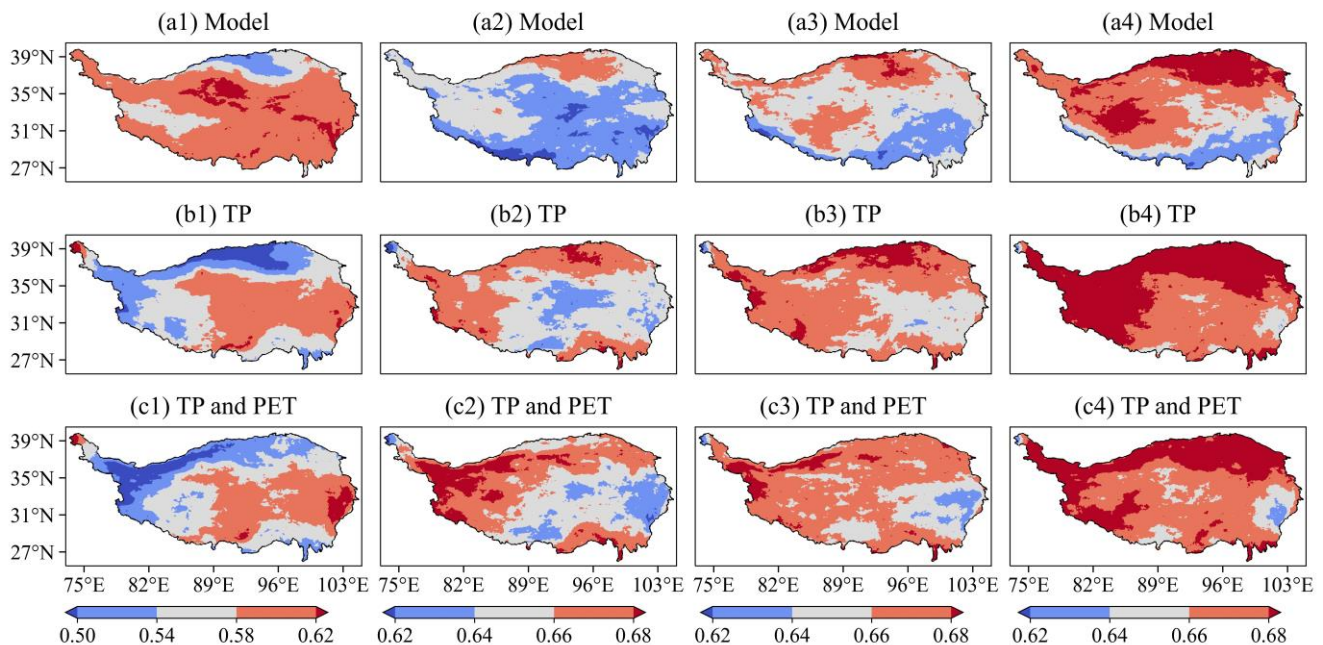 (a1) Model (a2) Model (a3) Model (a4) Model
39°N
35°N
31°N
27°N
(b1) TP (b2) TP (b3) TP (b4) TP
39°N
35°N
31°N
27°N
(c1) TP and PET (c2) TP and PET (c3) TP and PET (c4) TP and PET
39°N
35°N
31°N
27°N
75°E 82°E 89°E 96°E 103°E 75°E 82°E 89°E 96°E 103°E 75°E 82°E 89°E 96°E 103°E 75°E 82°E 89°E 96°E 103°E
0.50 0.54 0.58 0.62 0.62 0.64 0.66 0.68 0.62 0.64 0.66 0.68 0.62 0.64 0.66 0.68